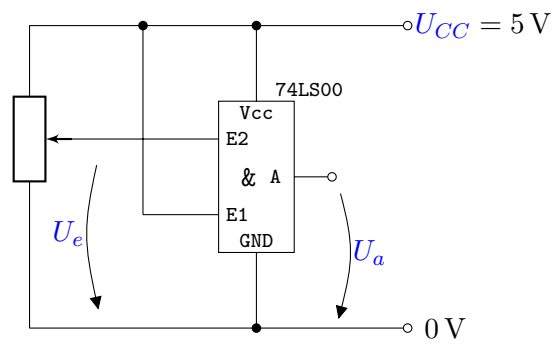 U_CC = 5 V
74LS00
Vcc
E2
& A
E1
GND
U_e
U_a
0 V